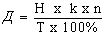 Д = Н х k x n
Т х 100%